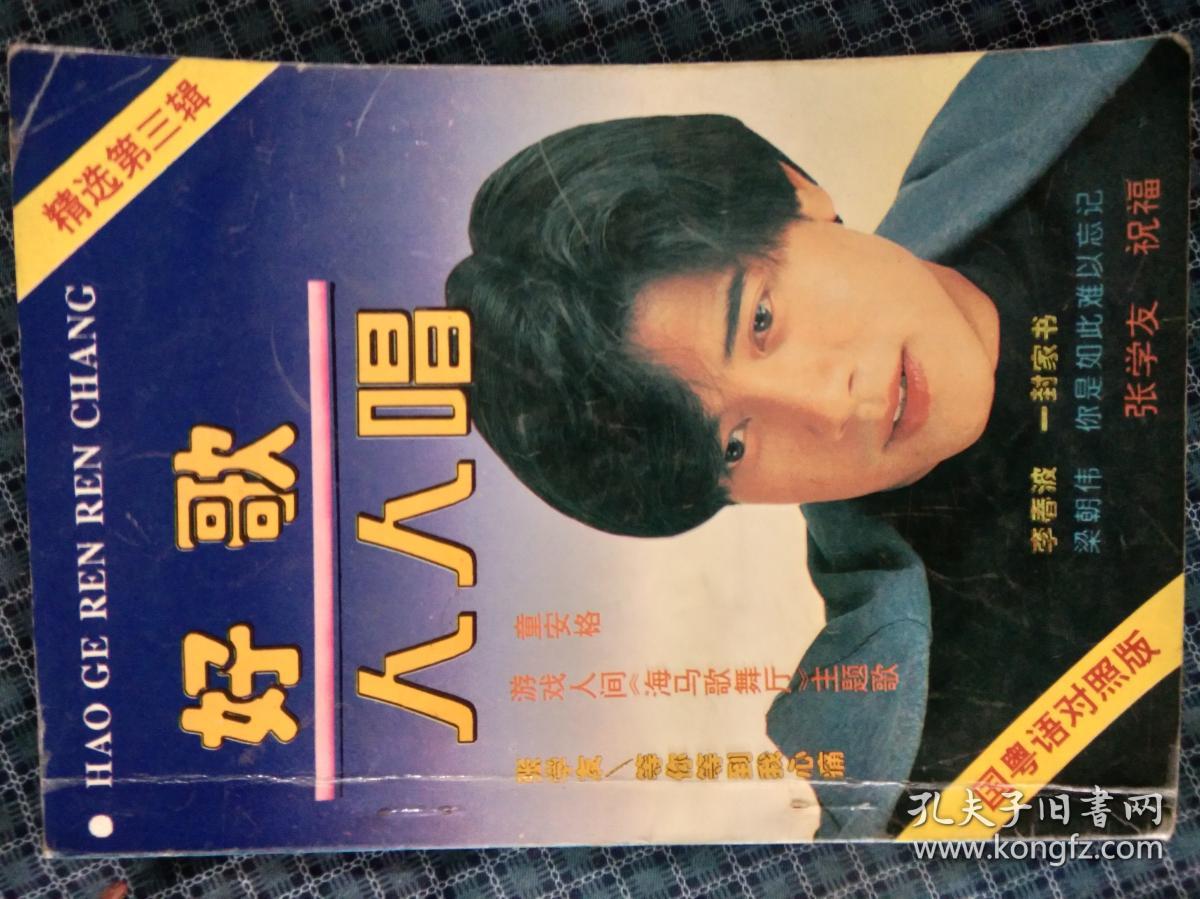 精选第三辑
HAO GE REN REN CHANG
好歌
人人唱
童安格
游戏人间《海马歌舞厅》主题歌
张学友／等你等到我心痛
李春波 一封家书
梁朝伟 你是如此难以忘记
张学友 祝福
国粤语对照版
孔夫子旧书网
www.kongfz.com